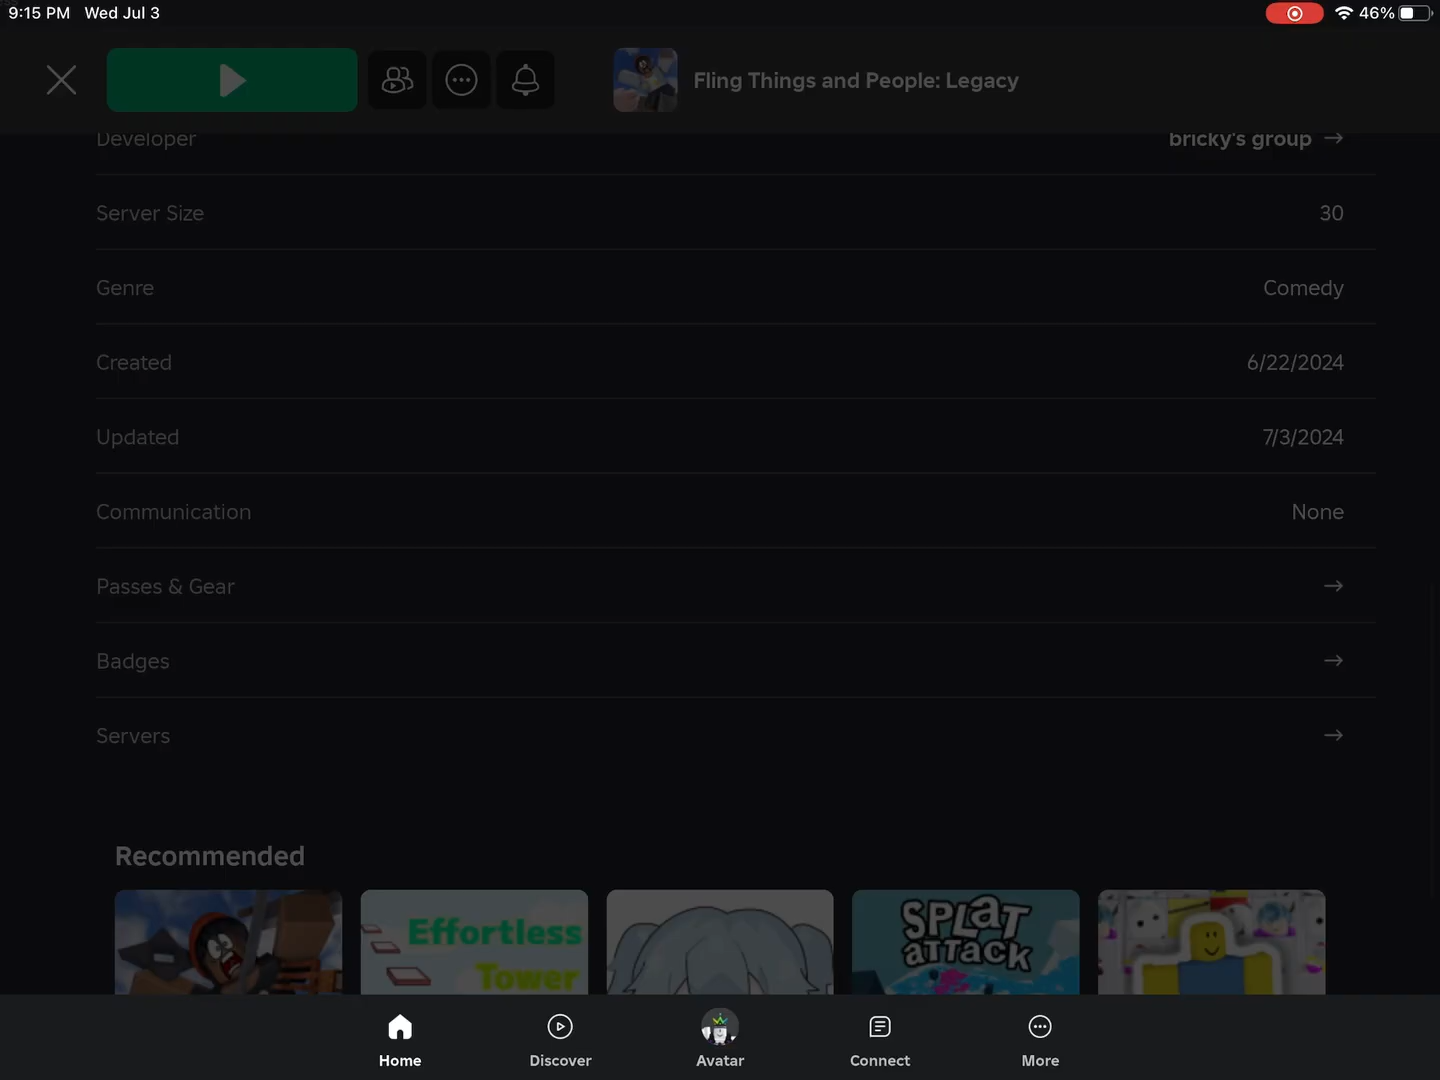 9:15 PM Wed Jul 3 46%
Fling Things and People: Legacy
Developer bricky's group →
Server Size 30
Genre Comedy
Created 6/22/2024
Updated 7/3/2024
Communication None
Passes & Gear →
Badges →
Servers →
Recommended
Effortless
Tower
SPLAT
ATTACK
Home Discover Avatar Connect More